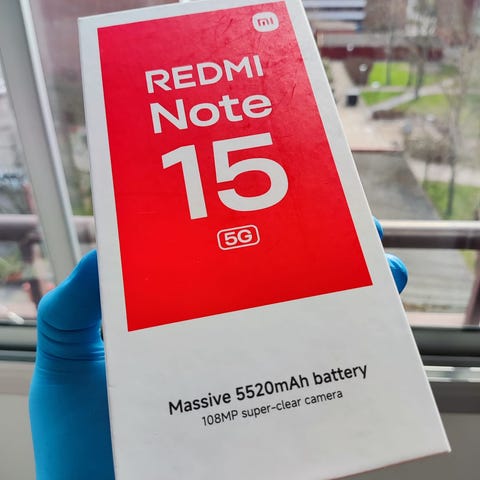 mi
REDMI
Note
15
5G
Massive 5520mAh battery
108MP super-clear camera